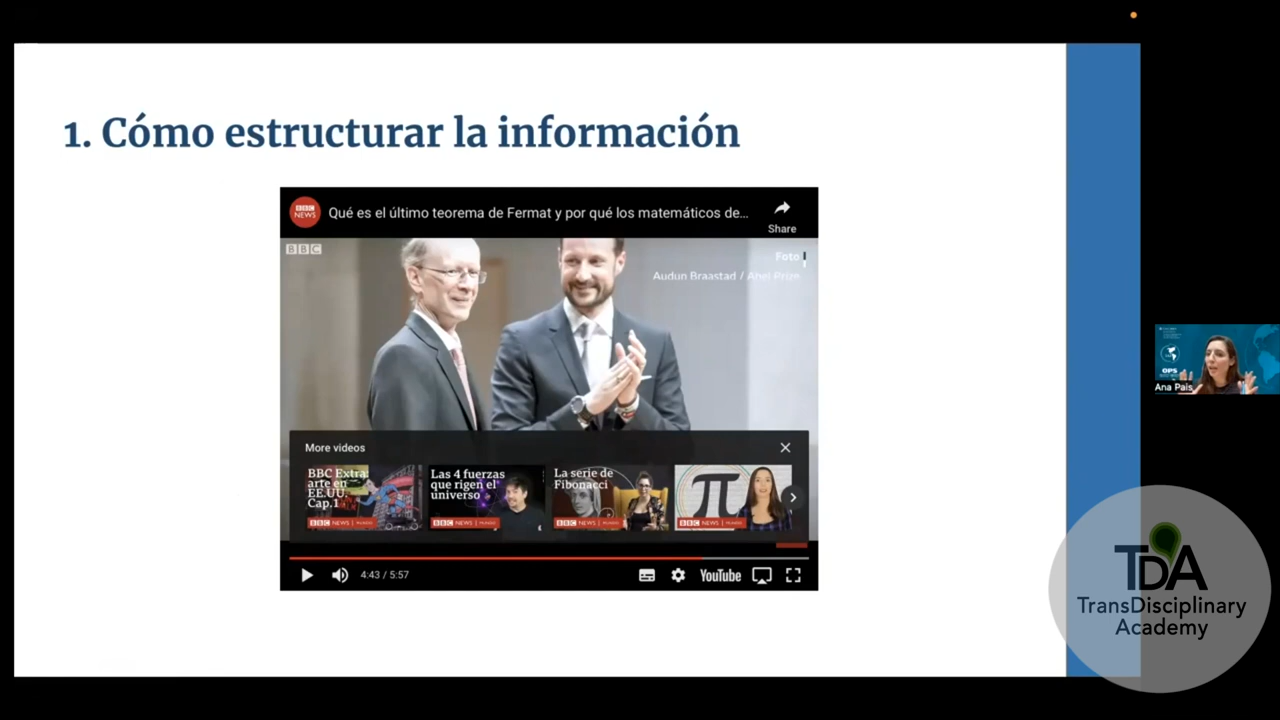 1. Cómo estructurar la información
BBC
NEWS
Qué es el último teorema de Fermat y por qué los matemáticos de...
Share
BBC
Foto
Audun Braastad / Abel Prize
More videos
BBC Extra:
arte en
EE.UU.
Cap.1
BBC NEWS | MUNDO
Las 4 fuerzas
que rigen el
universo
BBC NEWS | MUNDO
La serie de
Fibonacci
BBC NEWS | MUNDO
π
BBC NEWS | MUNDO
4:43 / 5:57
YouTube
OPS
Ana Pais
TDA
TransDisciplinary
Academy